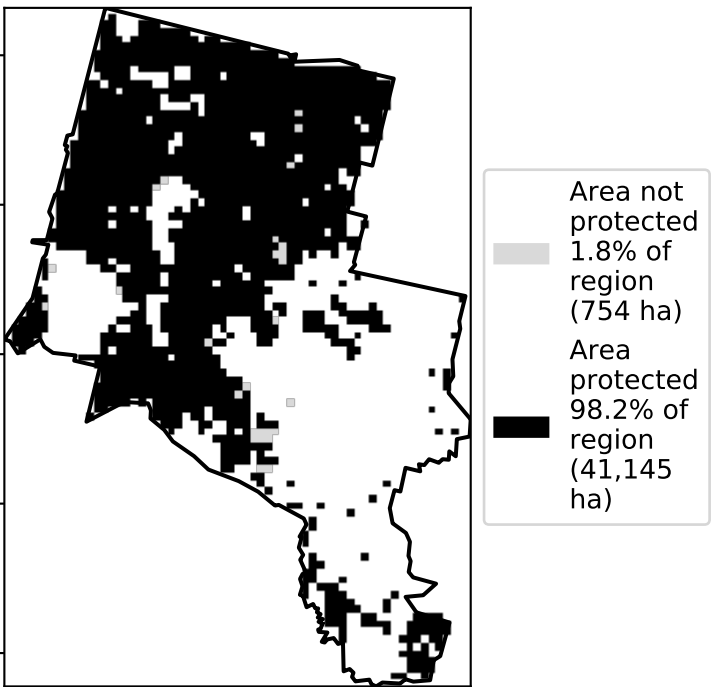 Area not
protected
1.8% of
region
(754 ha)
Area
protected
98.2% of
region
(41,145
ha)